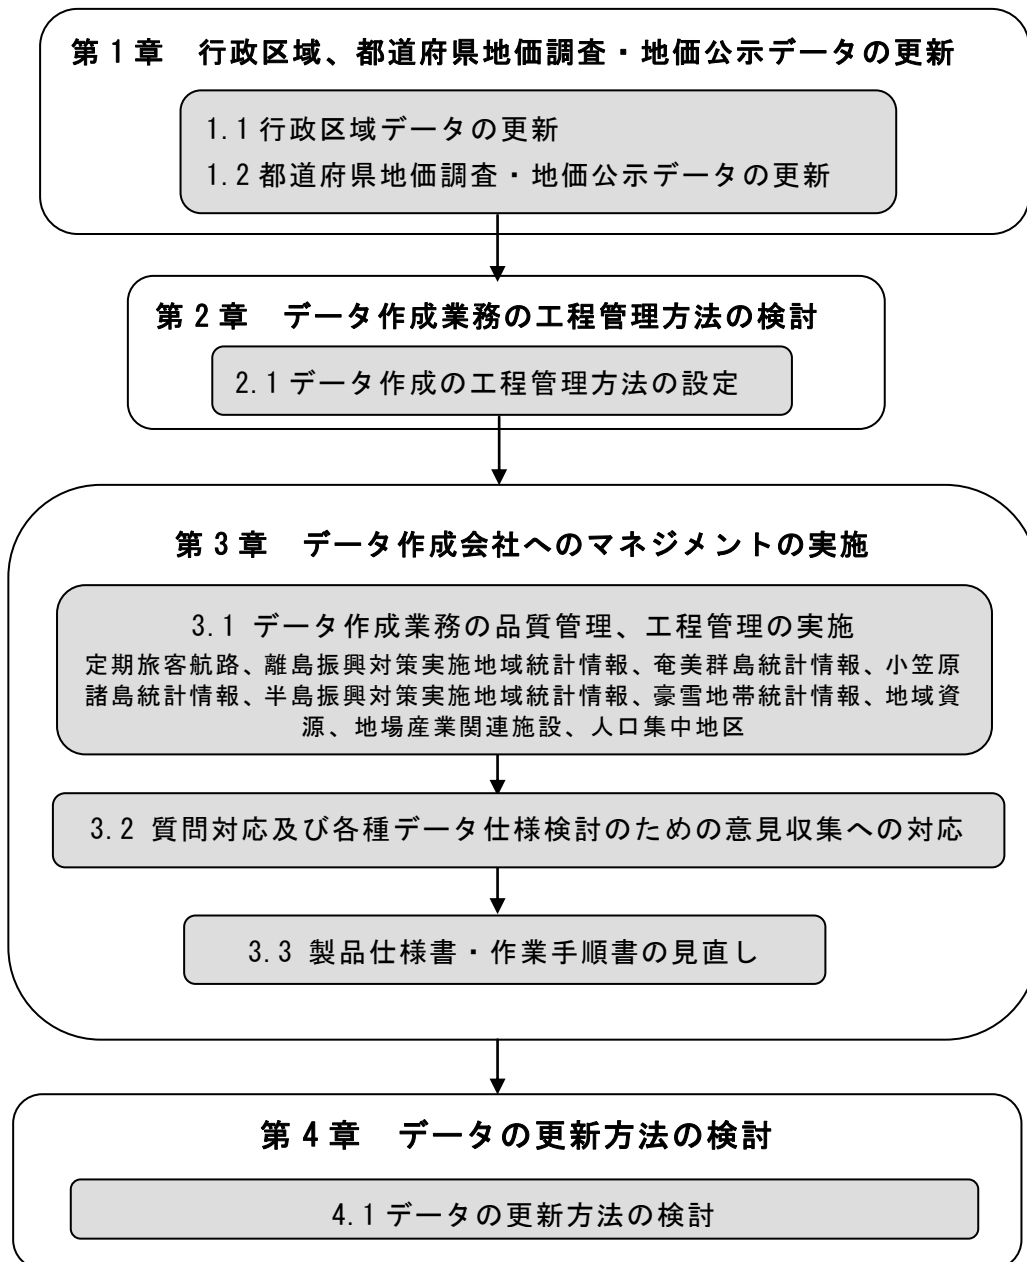 第1章　行政区域、都道府県地価調査・地価公示データの更新
1.1 行政区域データの更新
1.2 都道府県地価調査・地価公示データの更新
第2章　データ作成業務の工程管理方法の検討
2.1 データ作成の工程管理方法の設定
第3章　データ作成会社へのマネジメントの実施
3.1 データ作成業務の品質管理、工程管理の実施
定期旅客航路、離島振興対策実施地域統計情報、奄美群島統計情報、小笠原
諸島統計情報、半島振興対策実施地域統計情報、豪雪地帯統計情報、地域資
源、地場産業関連施設、人口集中地区
3.2 質問対応及び各種データ仕様検討のための意見収集への対応
3.3 製品仕様書・作業手順書の見直し
第4章　データの更新方法の検討
4.1 データの更新方法の検討